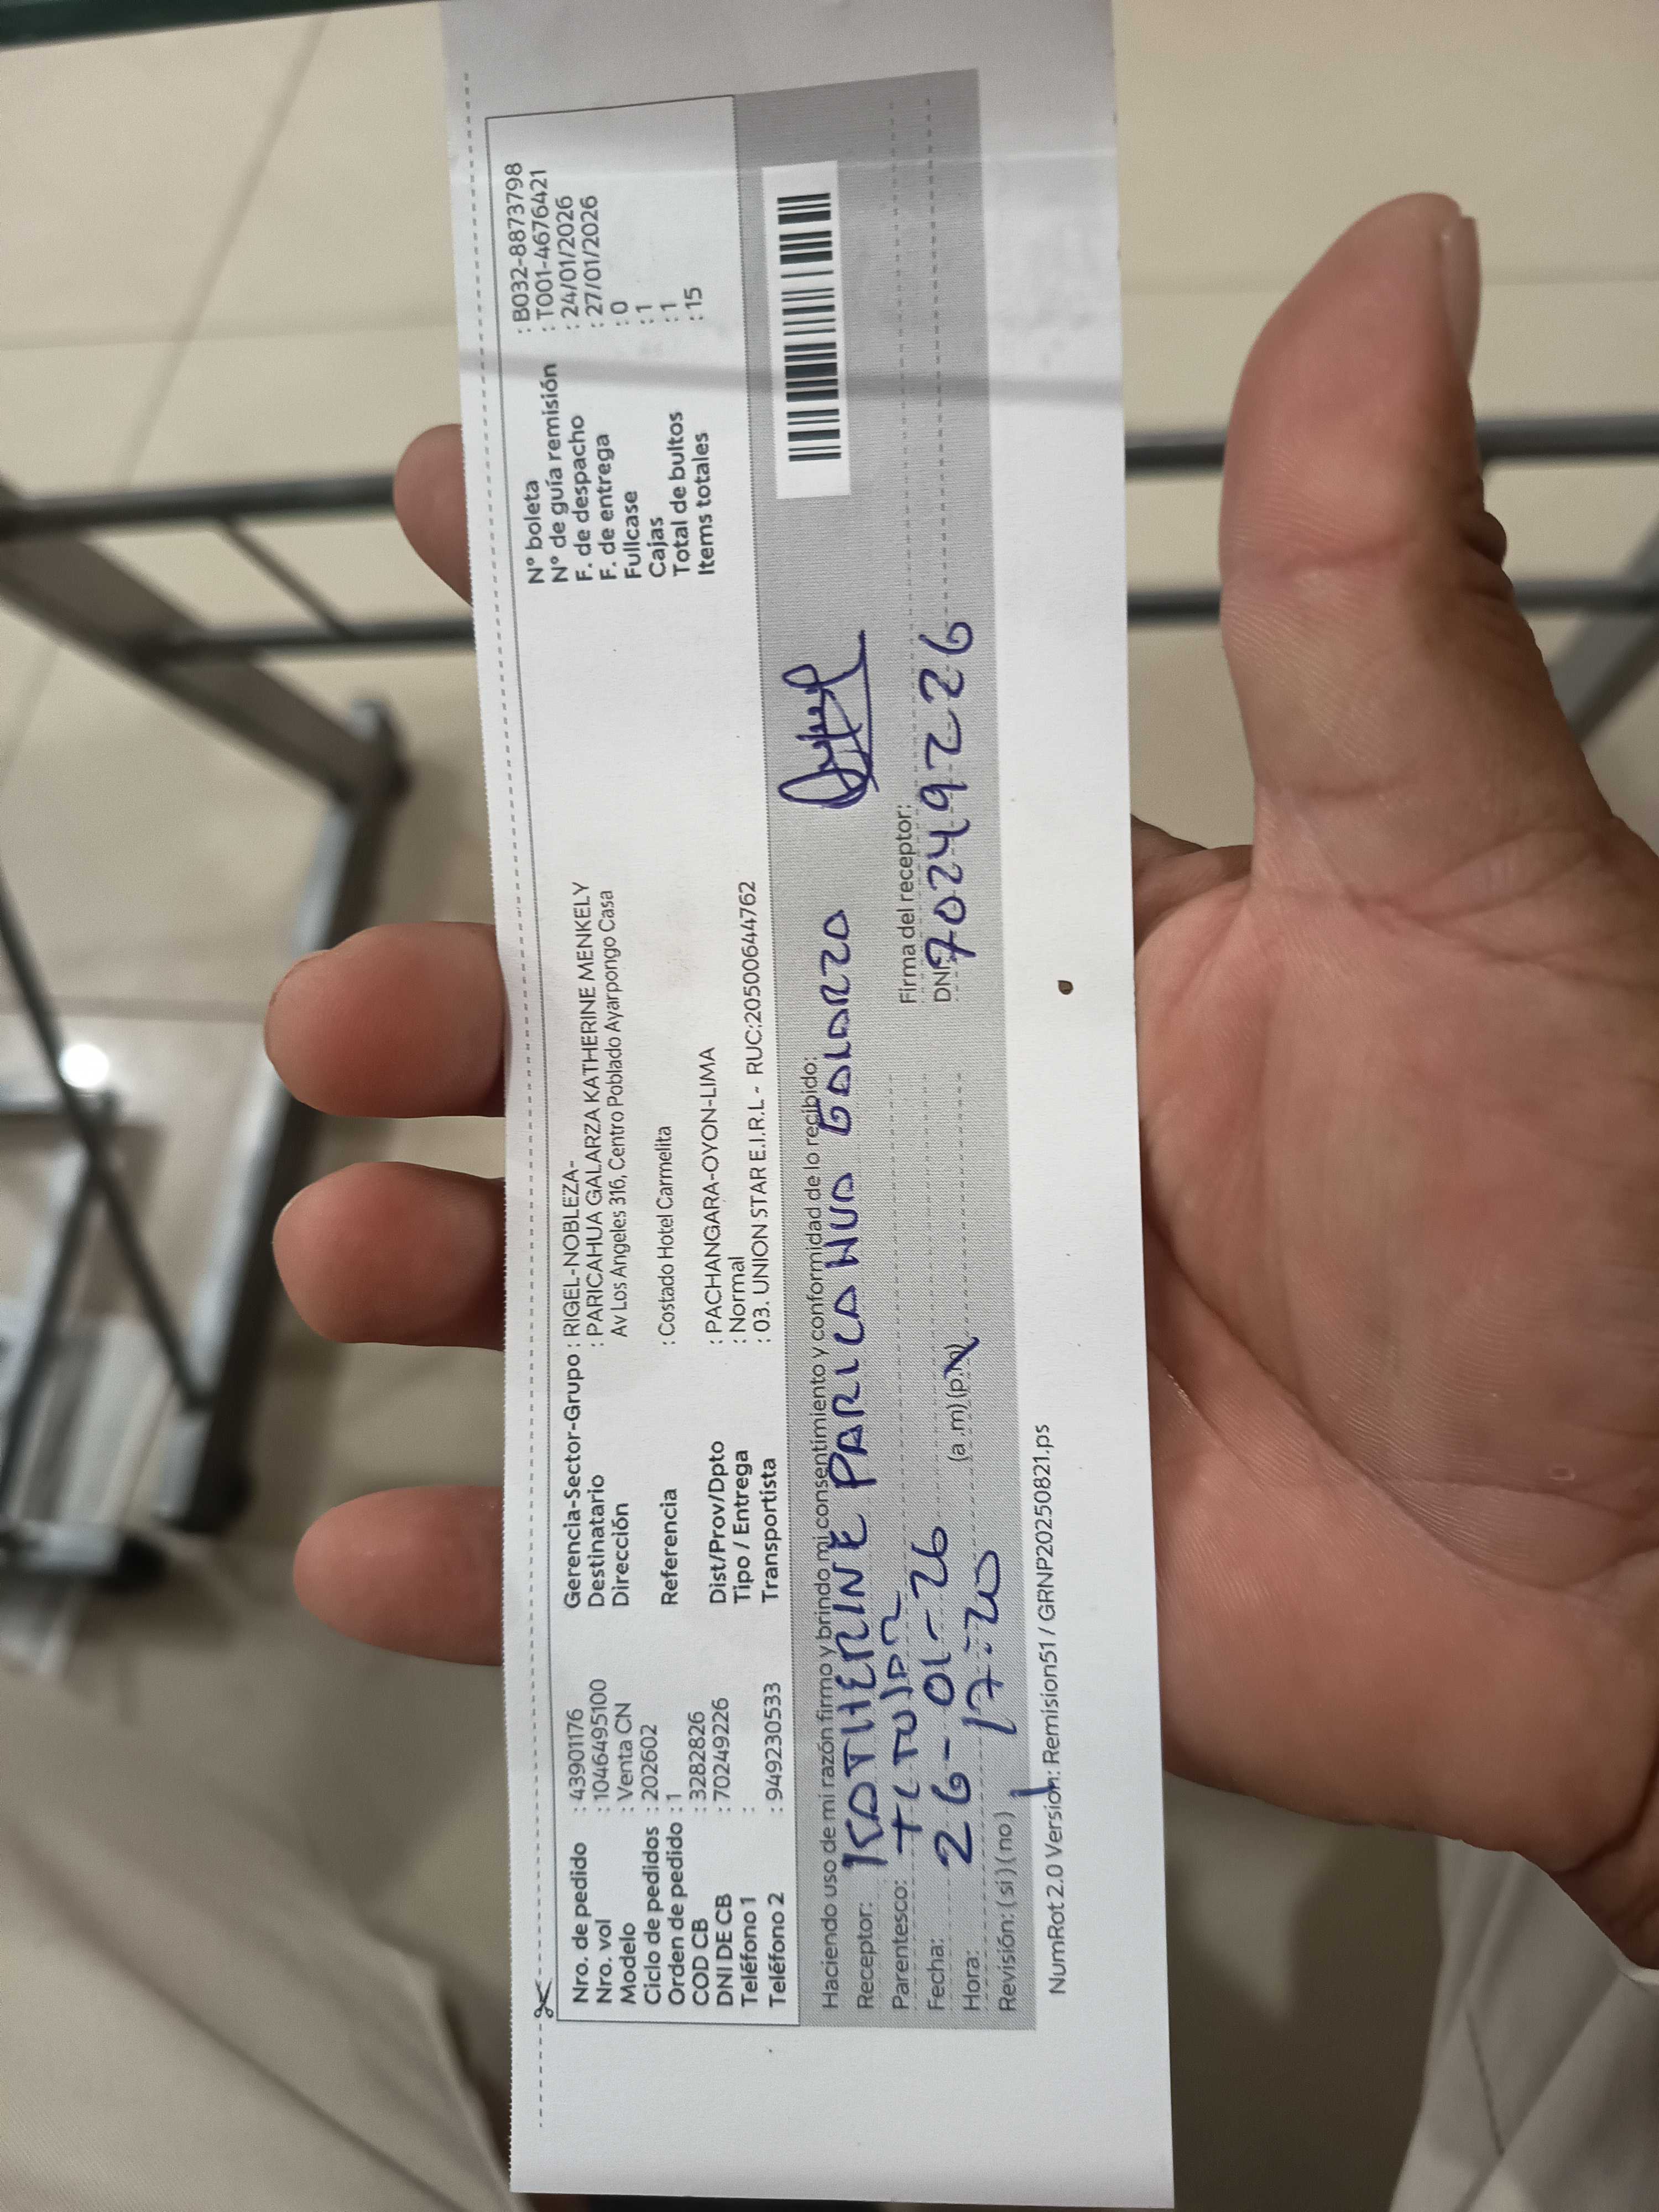 Nro. de pedido : 43901176
Nro. vol : 1046495100
Modelo : Venta CN
Ciclo de pedidos : 202602
Orden de pedido : 1
COD CB : 3282826
DNI DE CB : 70249226
Teléfono 1 :
Teléfono 2 : 949230533
Gerencia-Sector-Grupo : RIGEL-NOBLEZA-
Destinatario : PARICAHUA GALARZA KATHERINE MENKELY
Dirección Av Los Angeles 316, Centro Poblado Ayarpongo Casa
Referencia : Costado Hotel Carmelita
Dist/Prov/Dpto : PACHANGARA-OYON-LIMA
Tipo / Entrega : Normal
Transportista : 03. UNION STAR E.I.R.L - RUC:20500644762
N° boleta : B032-8873798
N° de guía remisión : T001-4676421
F. de despacho : 24/01/2026
F. de entrega : 27/01/2026
Fullcase : 0
Cajas : 1
Total de bultos : 1
Items totales : 15
Haciendo uso de mi razón firmo y brindo mi consentimiento y conformidad de lo recibido:
Receptor: KATHERINE PARICAHUA GALARZA
Parentesco: TITULAR
Fecha: 26-01-26
Hora: 17:20 (a .m) (p.m)
Revisión: (si) (no)
Firma del receptor:
DNI: 70249226
NumRot 2.0 Version: Remision51 / GRNP20250821.ps